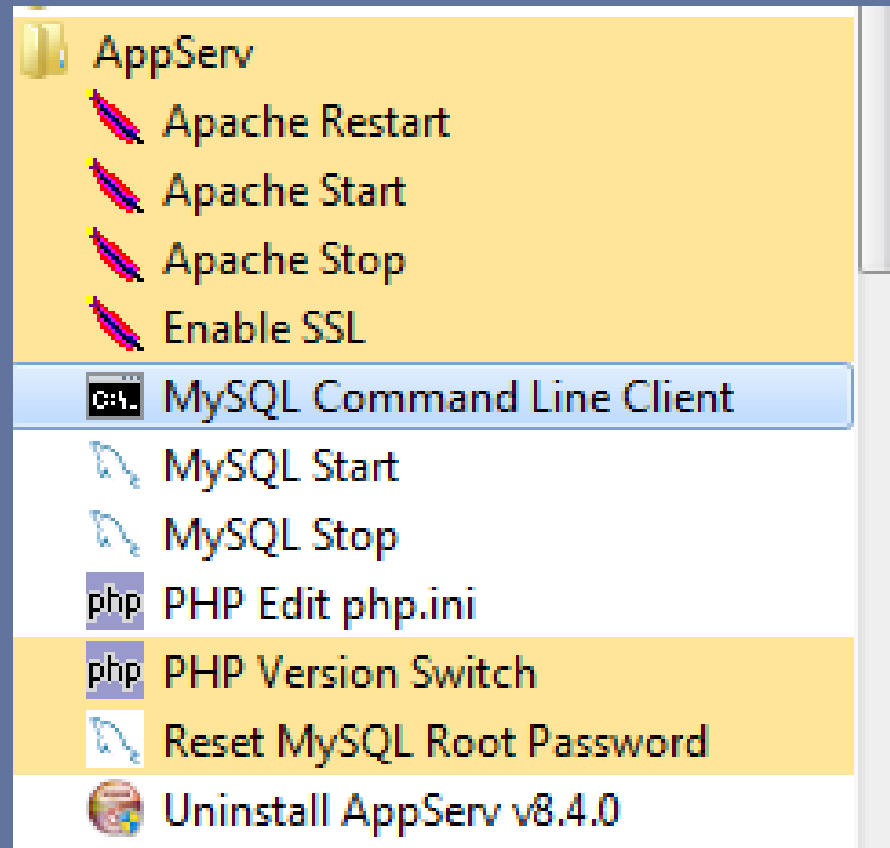 AppServ
Apache Restart
Apache Start
Apache Stop
Enable SSL
C:\. MySQL Command Line Client
MySQL Start
MySQL Stop
php PHP Edit php.ini
php PHP Version Switch
Reset MySQL Root Password
Uninstall AppServ v8.4.0